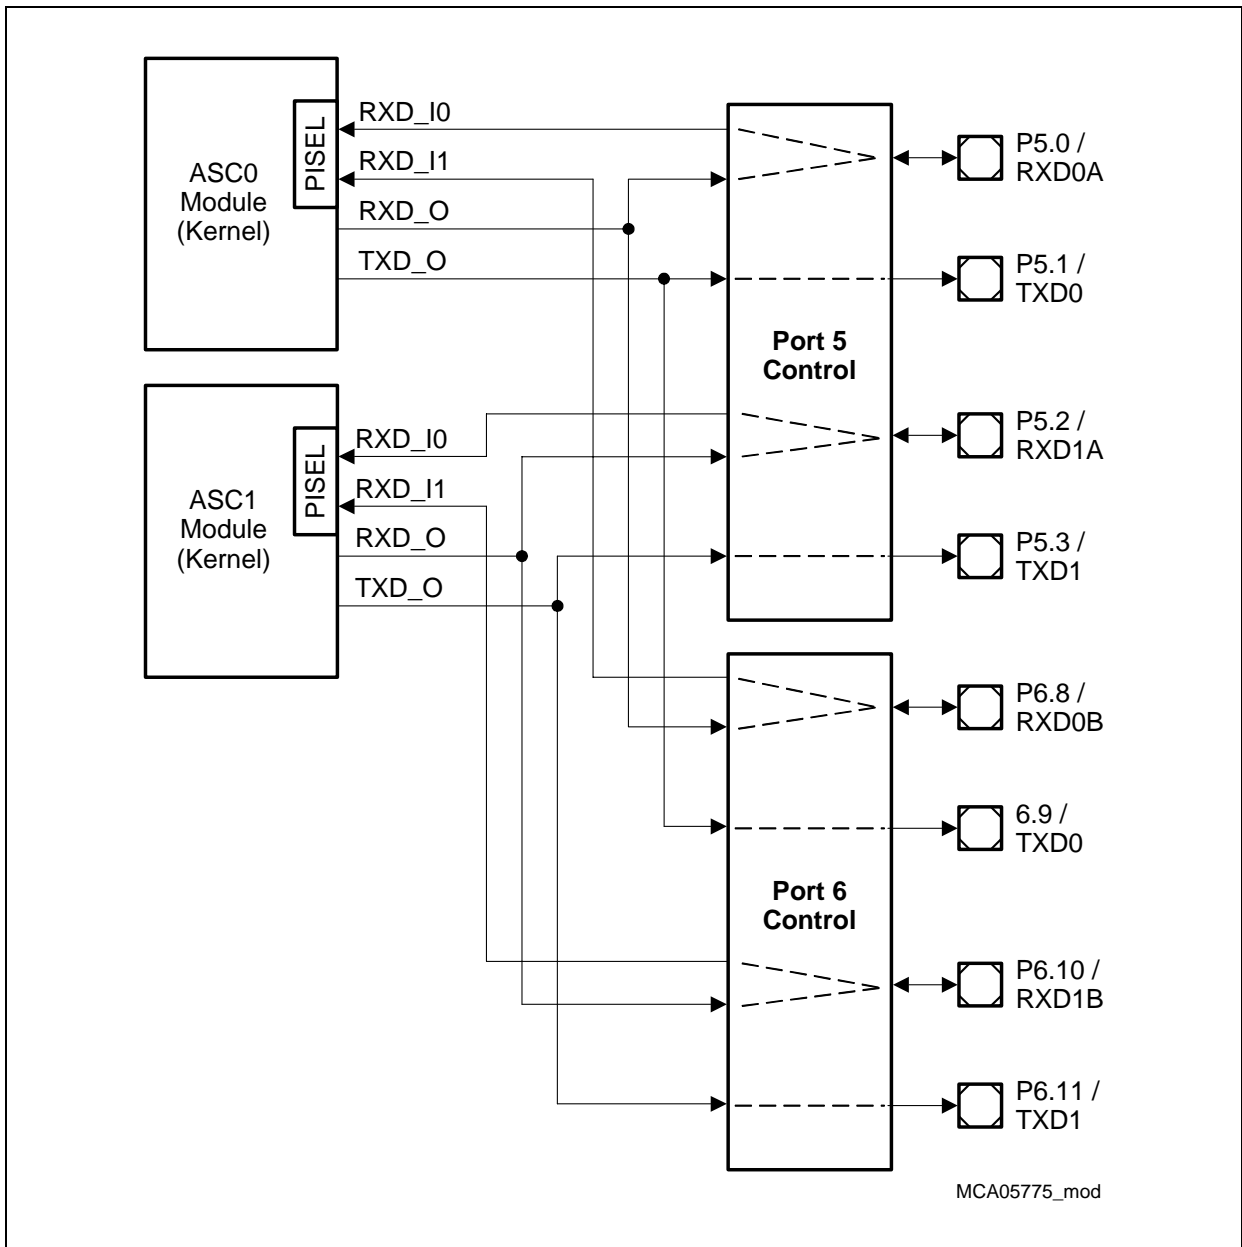 ASC0
Module
(Kernel)
PISEL
RXD_I0
RXD_I1
RXD_O
TXD_O
ASC1
Module
(Kernel)
PISEL
RXD_I0
RXD_I1
RXD_O
TXD_O
Port 5
Control
P5.0 /
RXD0A
P5.1 /
TXD0
P5.2 /
RXD1A
P5.3 /
TXD1
Port 6
Control
P6.8 /
RXD0B
6.9 /
TXD0
P6.10 /
RXD1B
P6.11 /
TXD1
MCA05775_mod